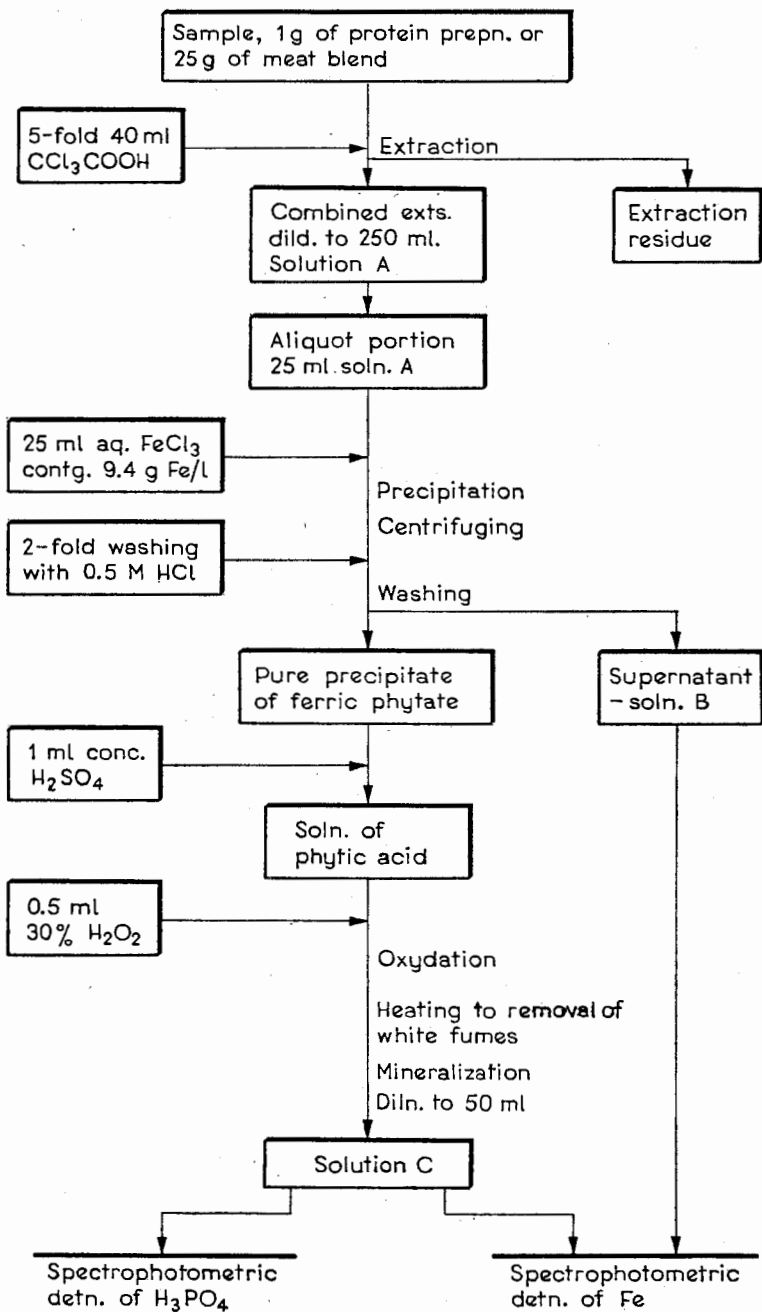 Sample, 1g of protein prepn. or
25g of meat blend
5-fold 40 ml
CCl₃COOH
Extraction
Combined exts.
dild. to 250 ml.
Solution A
Extraction
residue
Aliquot portion
25 ml soln. A
25 ml aq. FeCl₃
contg. 9.4 g Fe/l
Precipitation
Centrifuging
2-fold washing
with 0.5 M HCl
Washing
Pure precipitate
of ferric phytate
Supernatant
-soln. B
1 ml conc.
H₂SO₄
Soln. of
phytic acid
0.5 ml
30% H₂O₂
Oxydation
Heating to removal of
white fumes
Mineralization
Diln. to 50 ml
Solution C
Spectrophotometric
detn. of H₃PO₄
Spectrophotometric
detn. of Fe